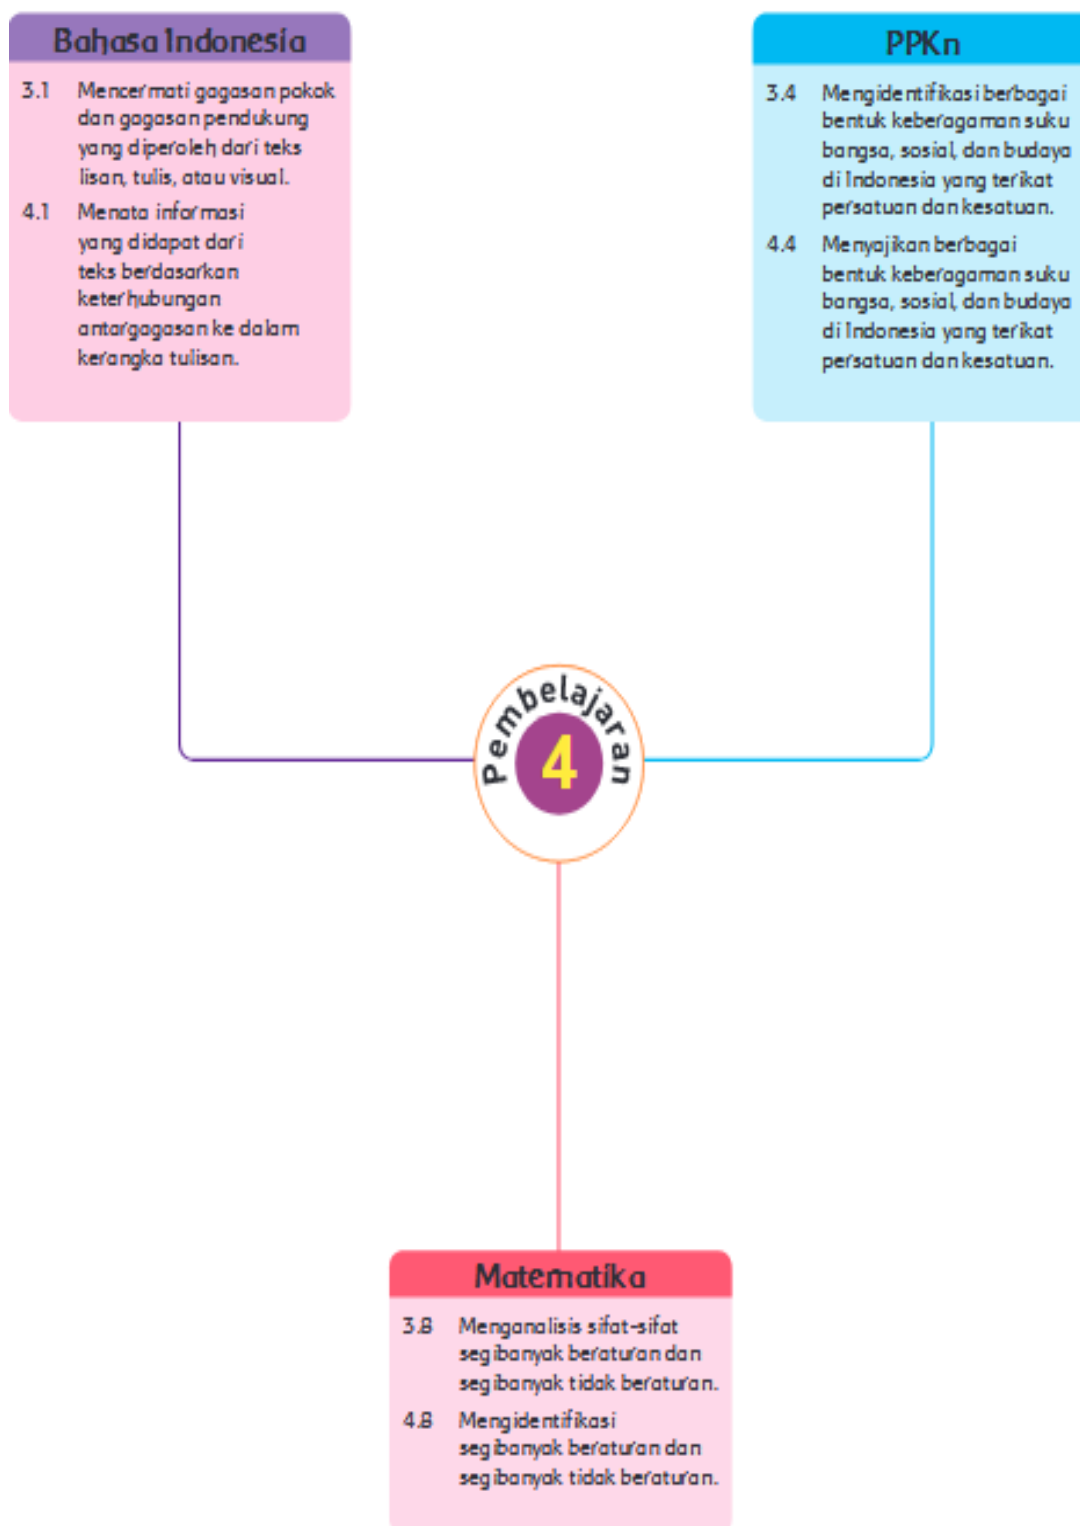 Bahasa Indonesia
3.1 Mencermati gagasan pokok
dan gagasan pendukung
yang diperoleh dari teks
lisan, tulis, atau visual.
4.1 Menata informasi
yang didapat dari
teks berdasarkan
keterhubungan
antargagasan ke dalam
kerangka tulisan.
PPKn
3.4 Mengidentifikasi berbagai
bentuk keberagaman suku
bangsa, sosial, dan budaya
di Indonesia yang terikat
persatuan dan kesatuan.
4.4 Menyajikan berbagai
bentuk keberagaman suku
bangsa, sosial, dan budaya
di Indonesia yang terikat
persatuan dan kesatuan.
Pembelajaran
4
Matematika
3.8 Menganalisis sifat-sifat
segibanyak beraturan dan
segibanyak tidak beraturan.
4.8 Mengidentifikasi
segibanyak beraturan dan
segibanyak tidak beraturan.